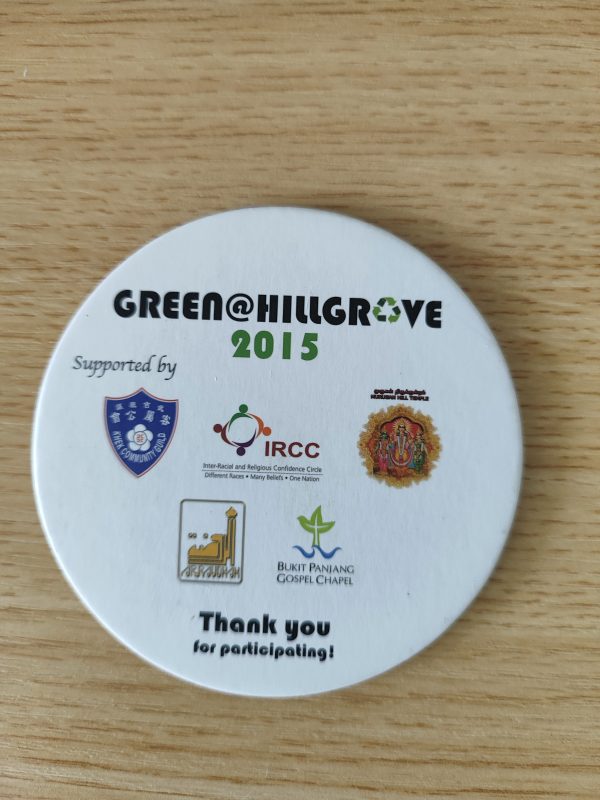 GREEN@HILLGROVE
2015
Supported by
KHEK COMMUNITY GUILD
IRCC
Inter-Racial and Religious Confidence Circle
Different Races • Many Beliefs • One Nation
MURUGAN HILL TEMPLE
BUKIT PANJANG
GOSPEL CHAPEL
Thank you
for participating!